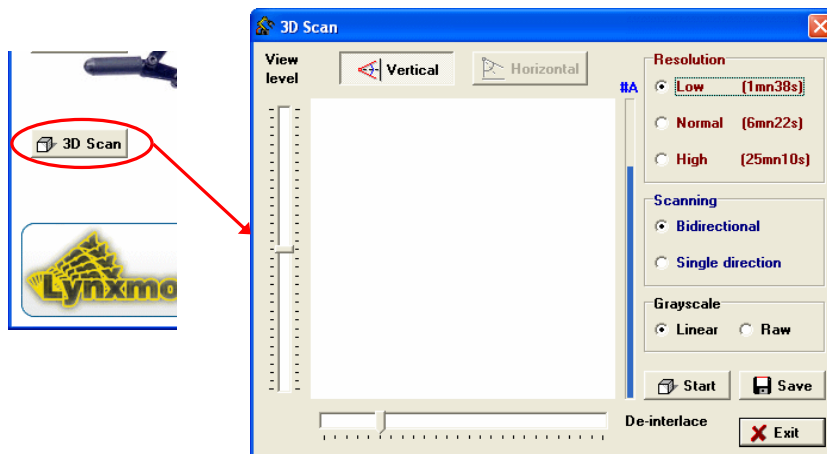 3D Scan
Lynxmo
3D Scan
View
level
Vertical
Horizontal
#A
Resolution
Low (1mn38s)
Normal (6mn22s)
High (25mn10s)
Scanning
Bidirectional
Single direction
Grayscale
Linear Raw
Start Save
De-interlace
Exit